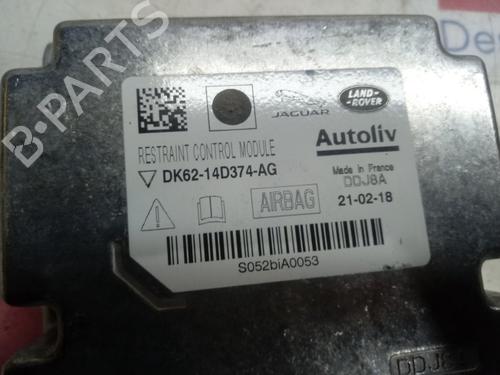 B-PARTS
JAGUAR
LAND-
ROVER
RESTRAINT CONTROL MODULE
Autoliv
DK62-14D374-AG
Made in France
DDJ8A
AIRBAG
21-02-18
S052biA0053